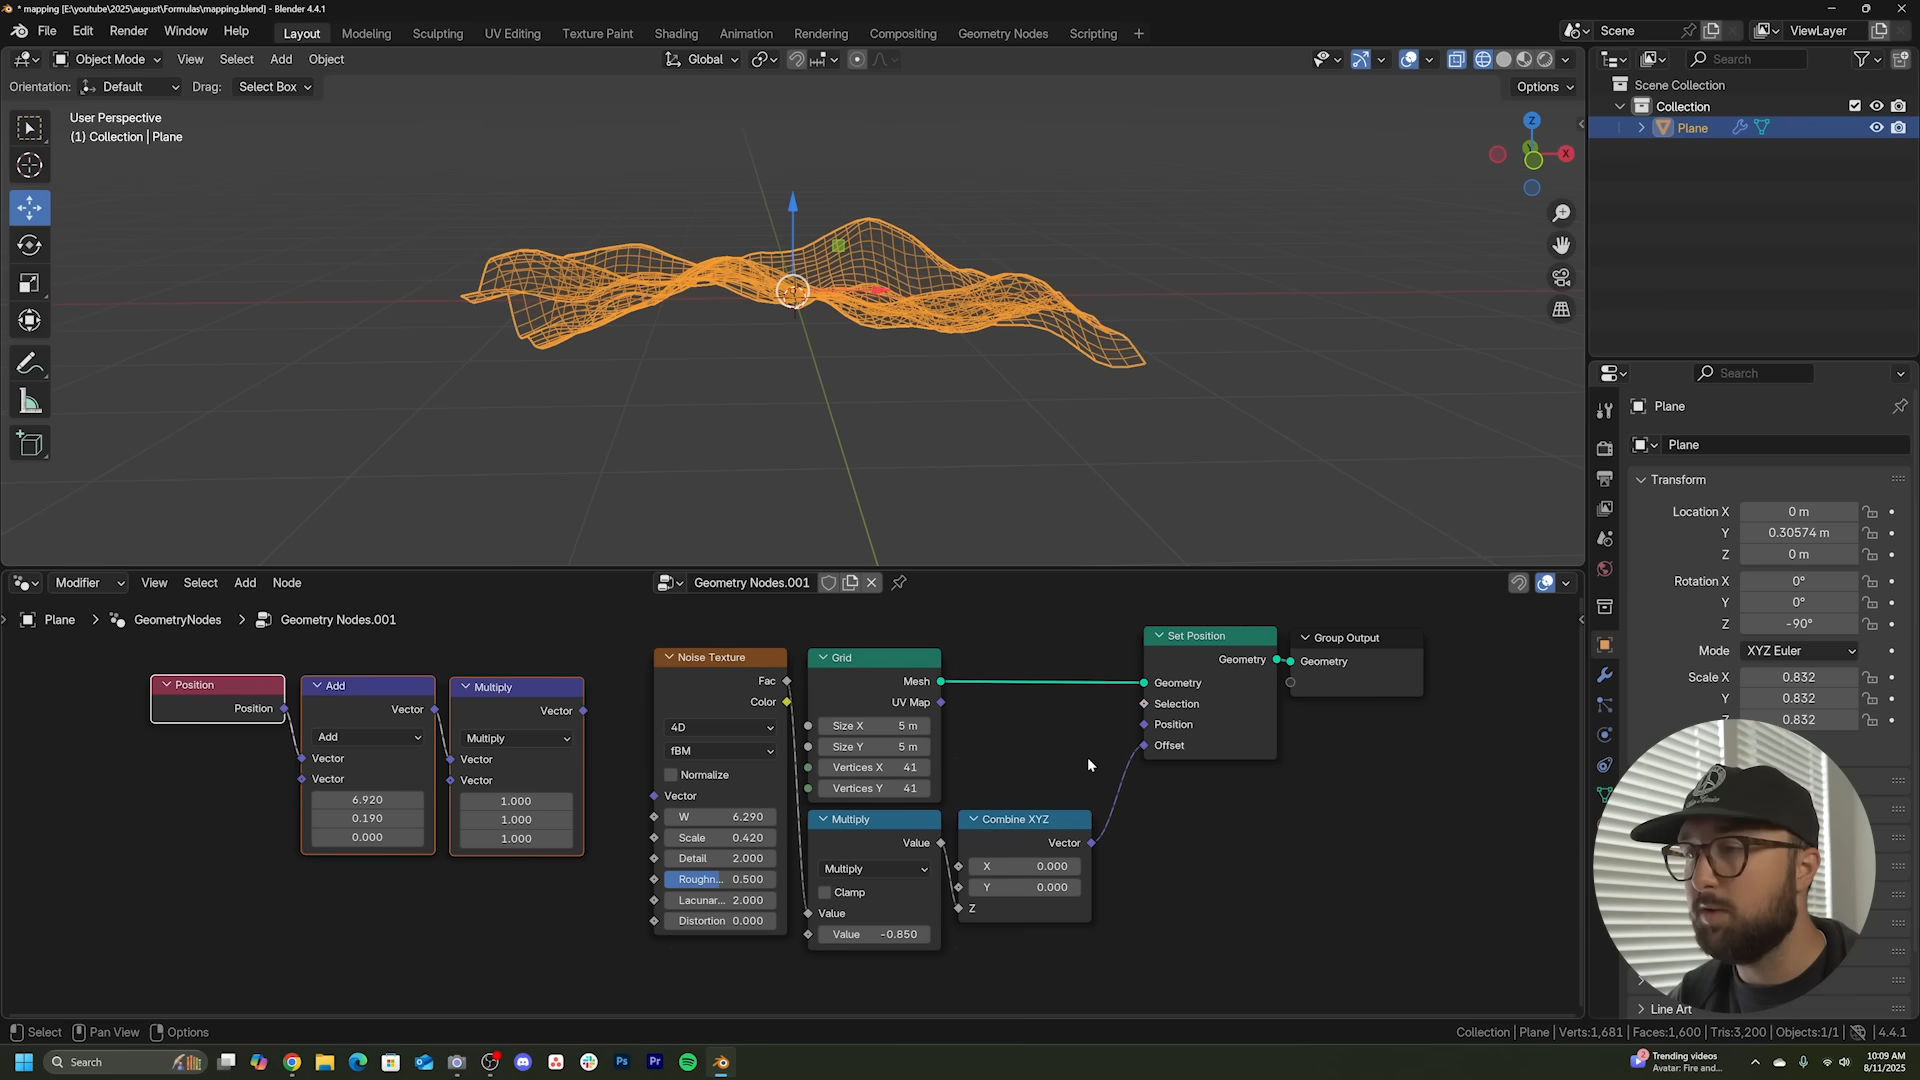 * mapping [E:\youtube\2025\august\Formulas\mapping.blend] - Blender 4.4.1
File Edit Render Window Help
Layout Modeling Sculpting UV Editing Texture Paint Shading Animation Rendering Compositing Geometry Nodes Scripting +
Scene
ViewLayer
Object Mode View Select Add Object
Global
Search
Orientation: Default Drag: Select Box
Options
User Perspective
(1) Collection | Plane
Z
X
Scene Collection
Collection
Plane
Search
Plane
Plane
Transform
Location X 0 m
Y 0.30574 m
Z 0 m
Rotation X 0°
Y 0°
Z -90°
Mode XYZ Euler
Scale X 0.832
Y 0.832
0.832
Line Art
Modifier View Select Add Node
Geometry Nodes.001
Plane > GeometryNodes > Geometry Nodes.001
Position
Position
Add
Vector
Add
Vector
Vector
6.920
0.190
0.000
Multiply
Vector
Multiply
Vector
Vector
1.000
1.000
1.000
Noise Texture
Fac
Color
4D
fBM
Normalize
Vector
W 6.290
Scale 0.420
Detail 2.000
Roughn... 0.500
Lacunar... 2.000
Distortion 0.000
Grid
Mesh
UV Map
Size X 5 m
Size Y 5 m
Vertices X 41
Vertices Y 41
Multiply
Value
Multiply
Clamp
Value
Value -0.850
Combine XYZ
Vector
X 0.000
Y 0.000
Z
Set Position
Geometry
Geometry
Selection
Position
Offset
Group Output
Geometry
Select Pan View Options
Collection | Plane | Verts:1,681 | Faces:1,600 | Tris:3,200 | Objects:1/1 | 4.4.1
Search
Ps
Pr
2
Trending videos
Avatar: Fire and...
10:09 AM
8/11/2025